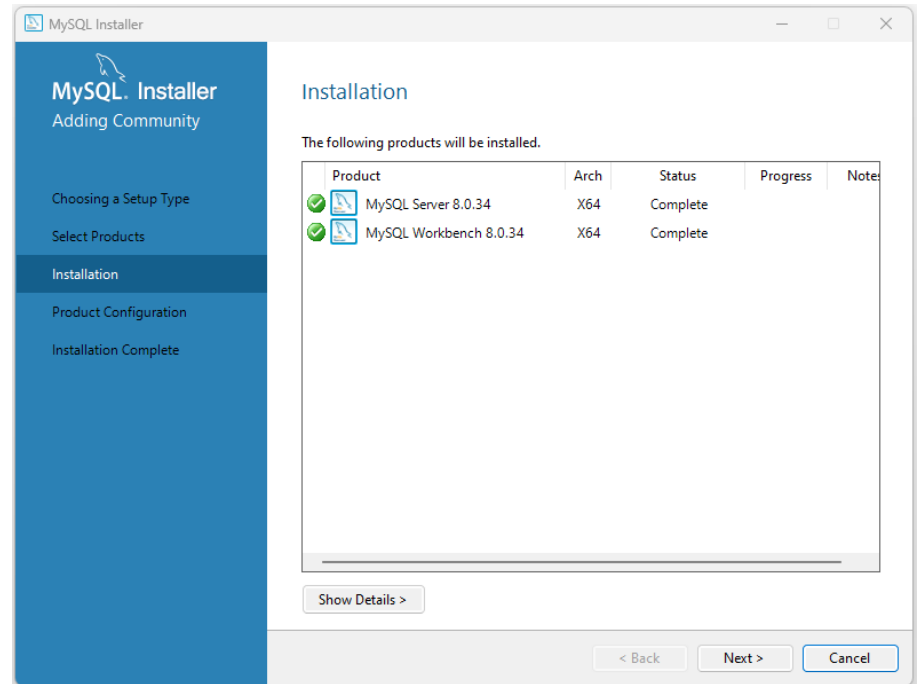 MySQL Installer
MySQL. Installer
Adding Community
Choosing a Setup Type
Select Products
Installation
Product Configuration
Installation Complete
Installation
The following products will be installed.
Product Arch Status Progress Notes
MySQL Server 8.0.34 X64 Complete
MySQL Workbench 8.0.34 X64 Complete
Show Details >
< Back Next > Cancel